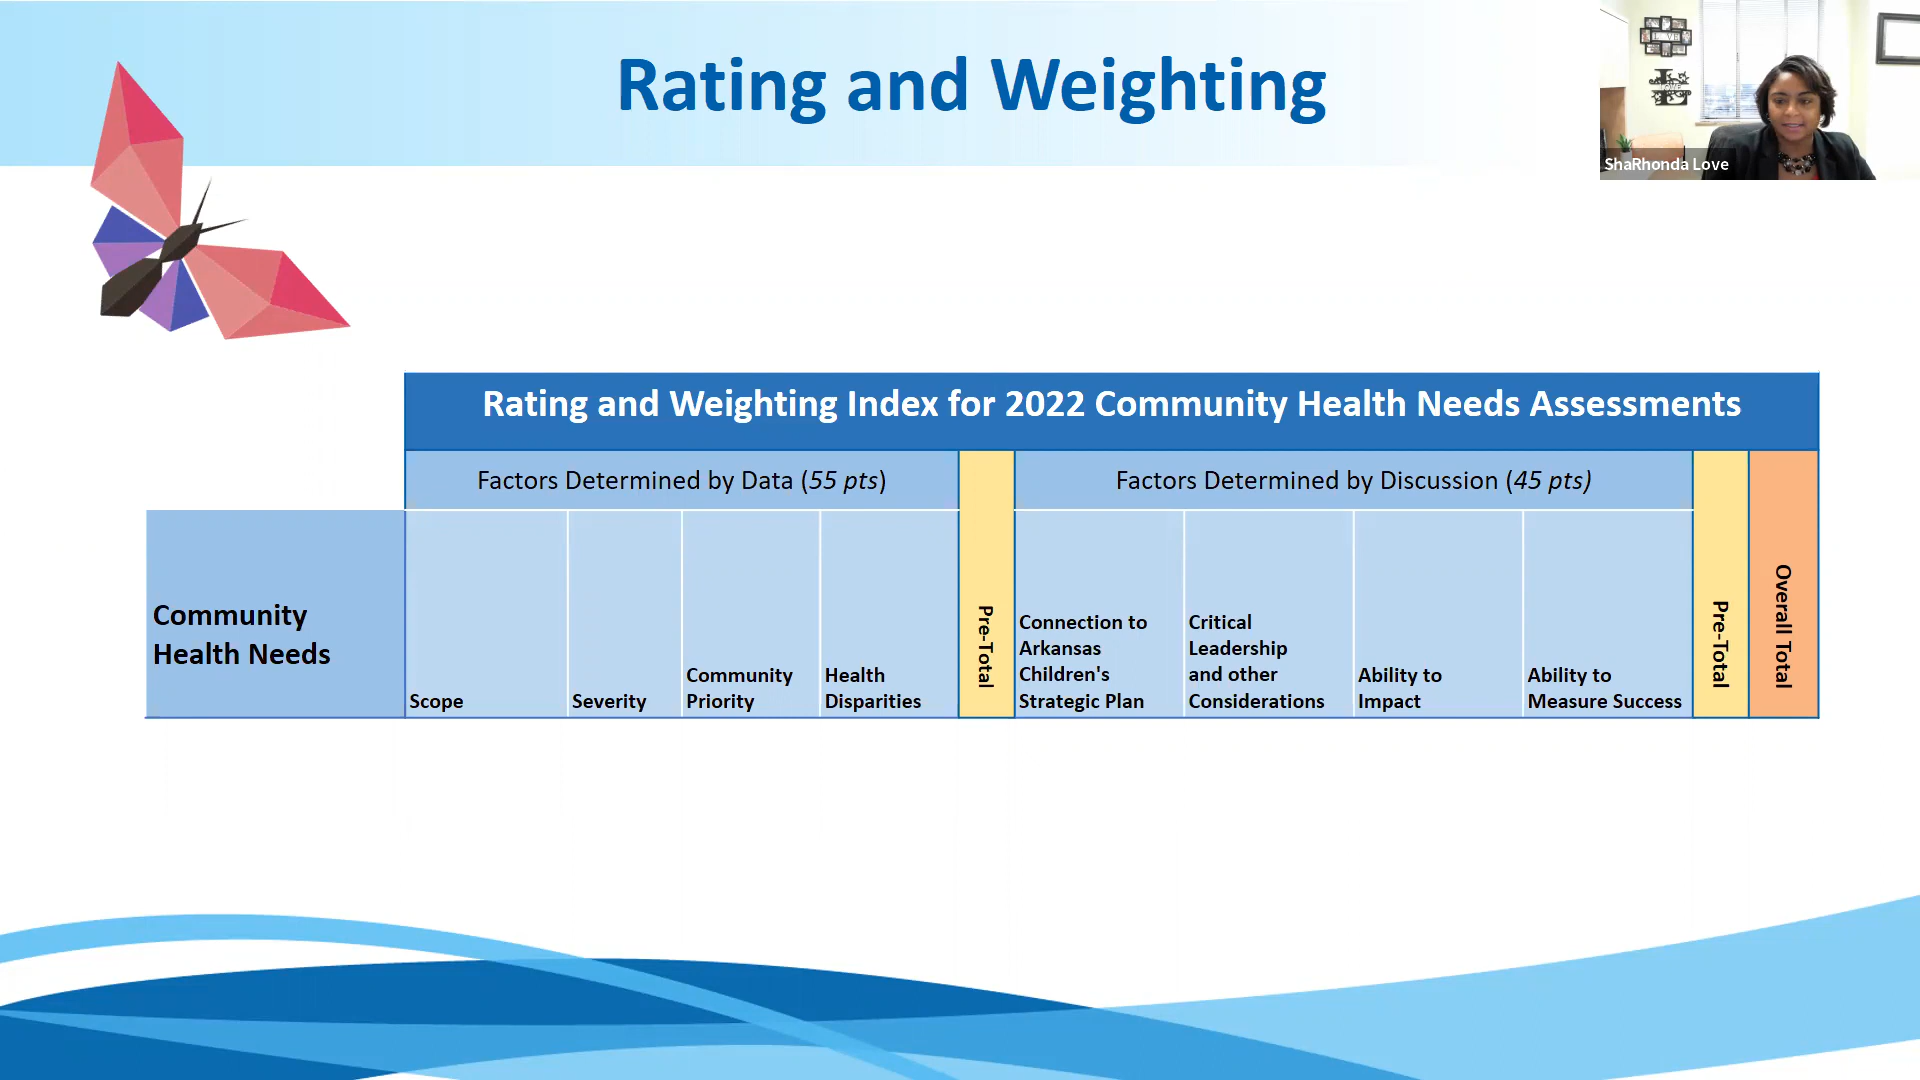 Rating and Weighting
ShaRhonda Love
Rating and Weighting Index for 2022 Community Health Needs Assessments
Factors Determined by Data (55 pts)
Factors Determined by Discussion (45 pts)
Community
Health Needs
Scope
Severity
Community
Priority
Health
Disparities
Pre-Total
Connection to
Arkansas
Children's
Strategic Plan
Critical
Leadership
and other
Considerations
Ability to
Impact
Ability to
Measure Success
Pre-Total
Overall Total